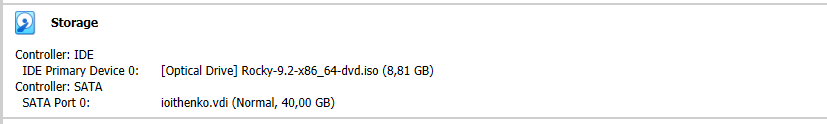 Storage
Controller: IDE
IDE Primary Device 0: [Optical Drive] Rocky-9.2-x86_64-dvd.iso (8,81 GB)
Controller: SATA
SATA Port 0: ioithenko.vdi (Normal, 40,00 GB)